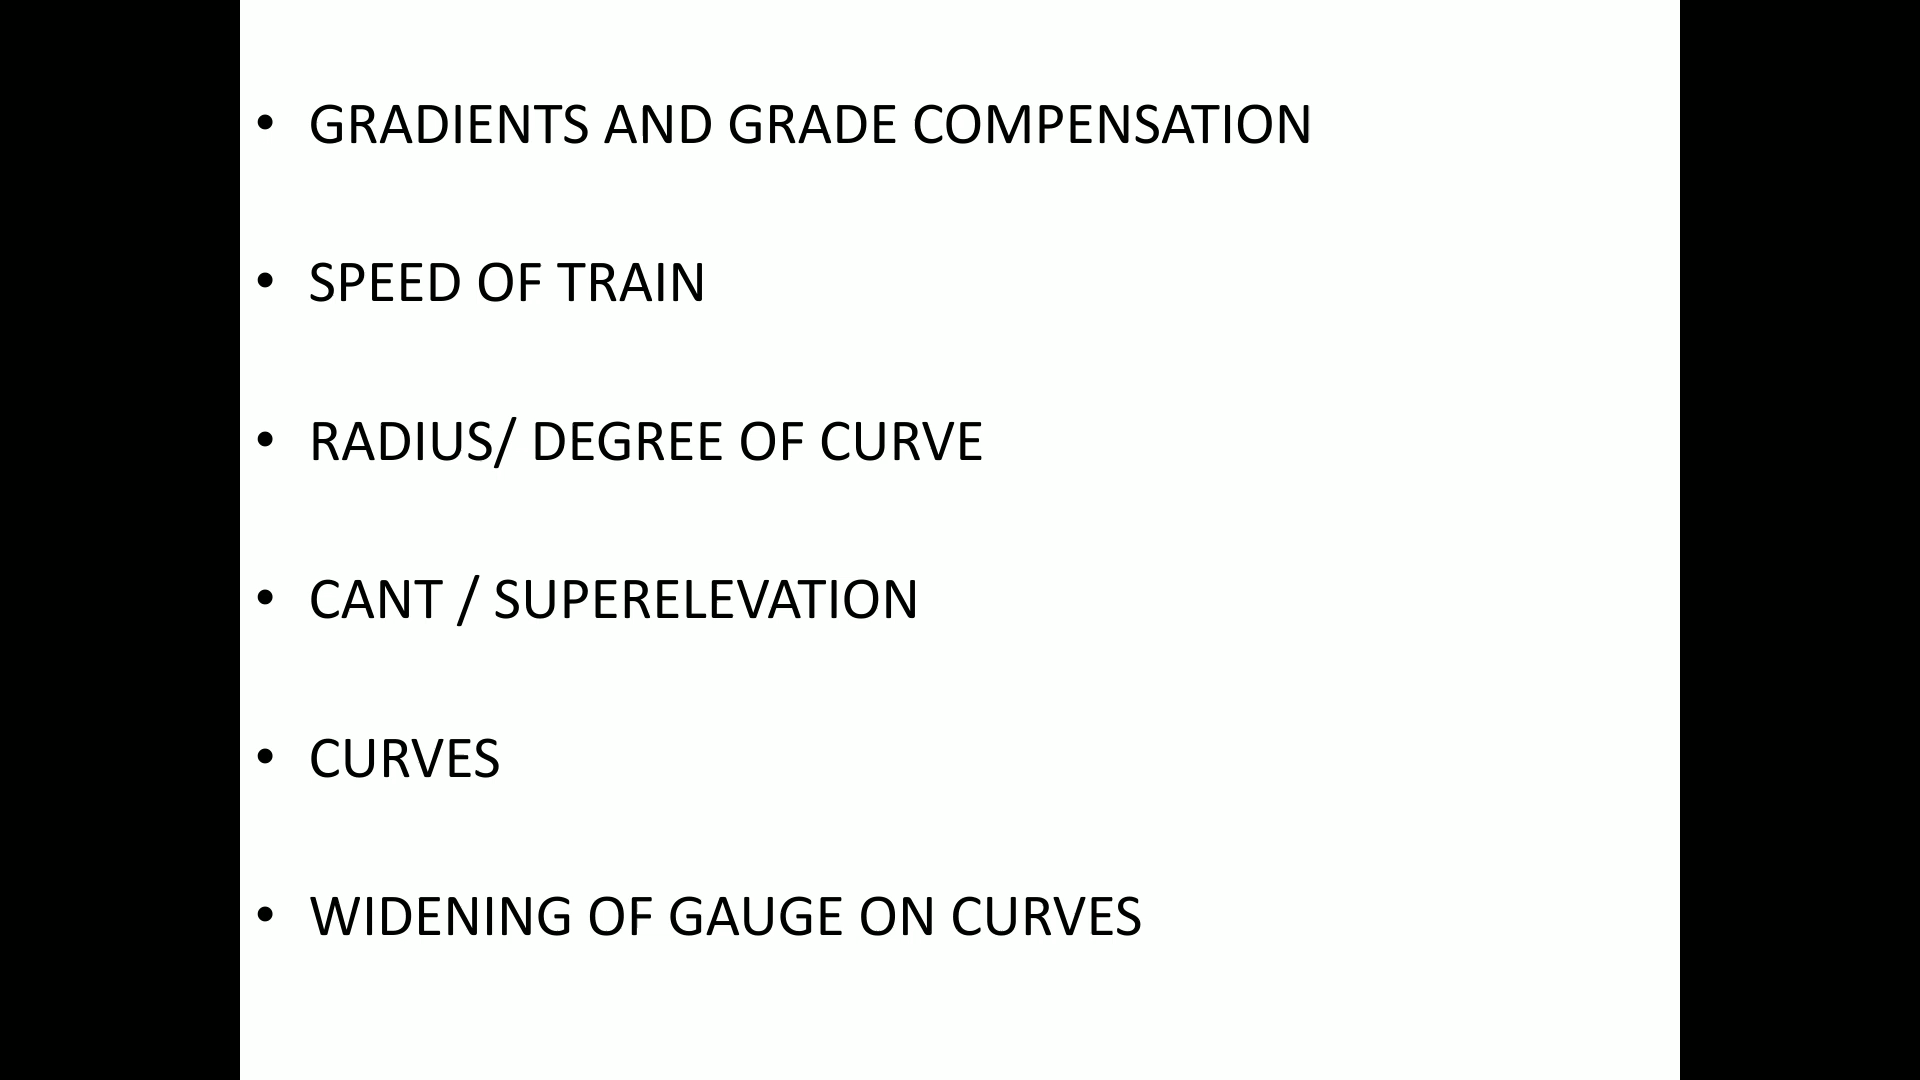 • GRADIENTS AND GRADE COMPENSATION
• SPEED OF TRAIN
• RADIUS/ DEGREE OF CURVE
• CANT / SUPERELEVATION
• CURVES
• WIDENING OF GAUGE ON CURVES